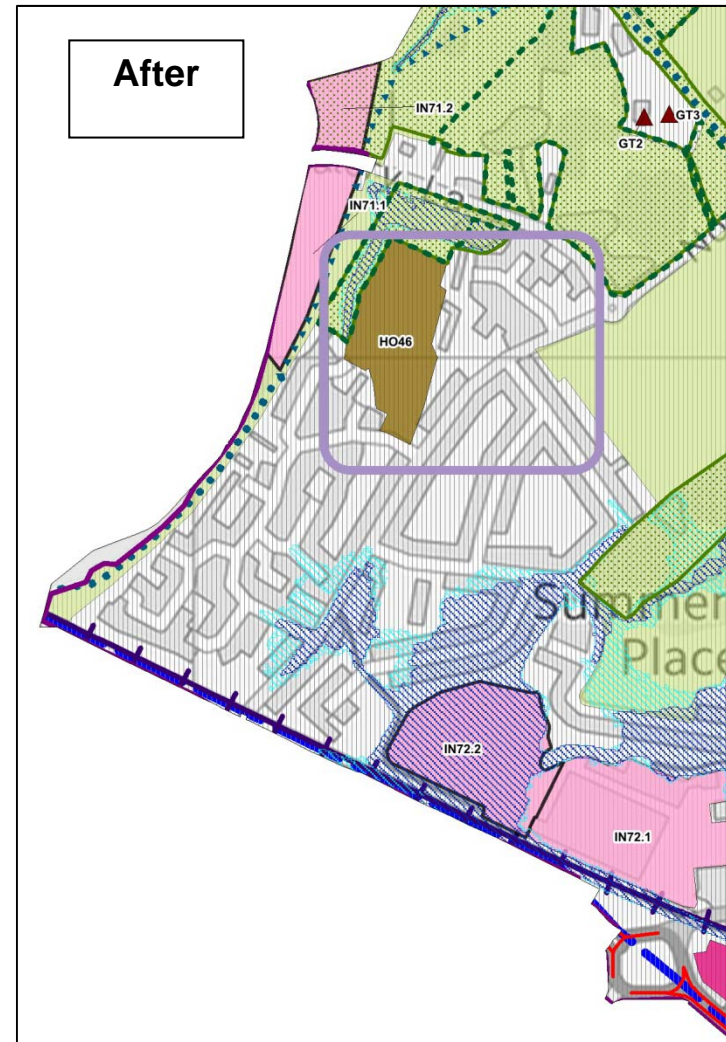 After
IN71.2
GT3
GT2
IN71.1
HO46
Summer
Place
IN72.2
IN72.1